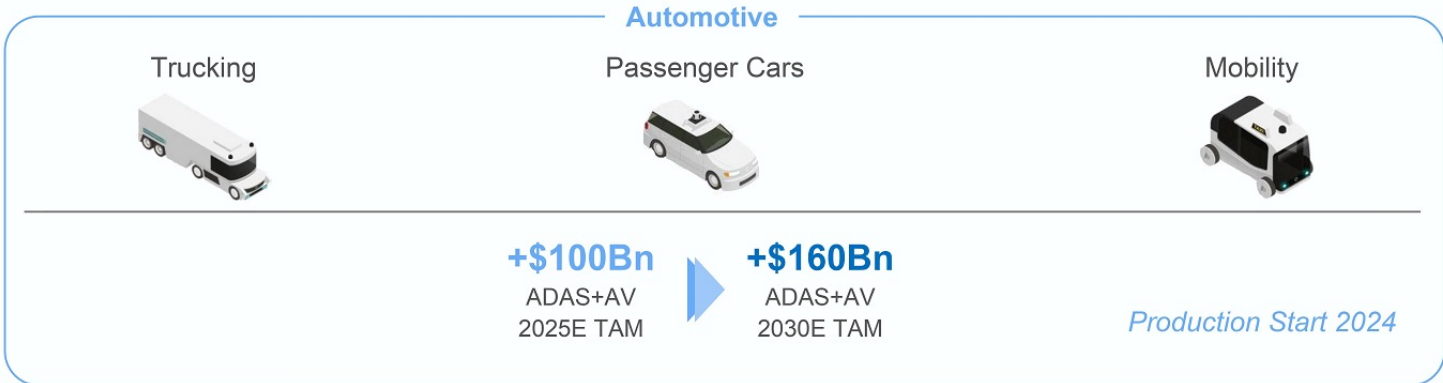 Automotive
Trucking
Passenger Cars
Mobility
+$100Bn
ADAS+AV
2025E TAM
+$160Bn
ADAS+AV
2030E TAM
Production Start 2024